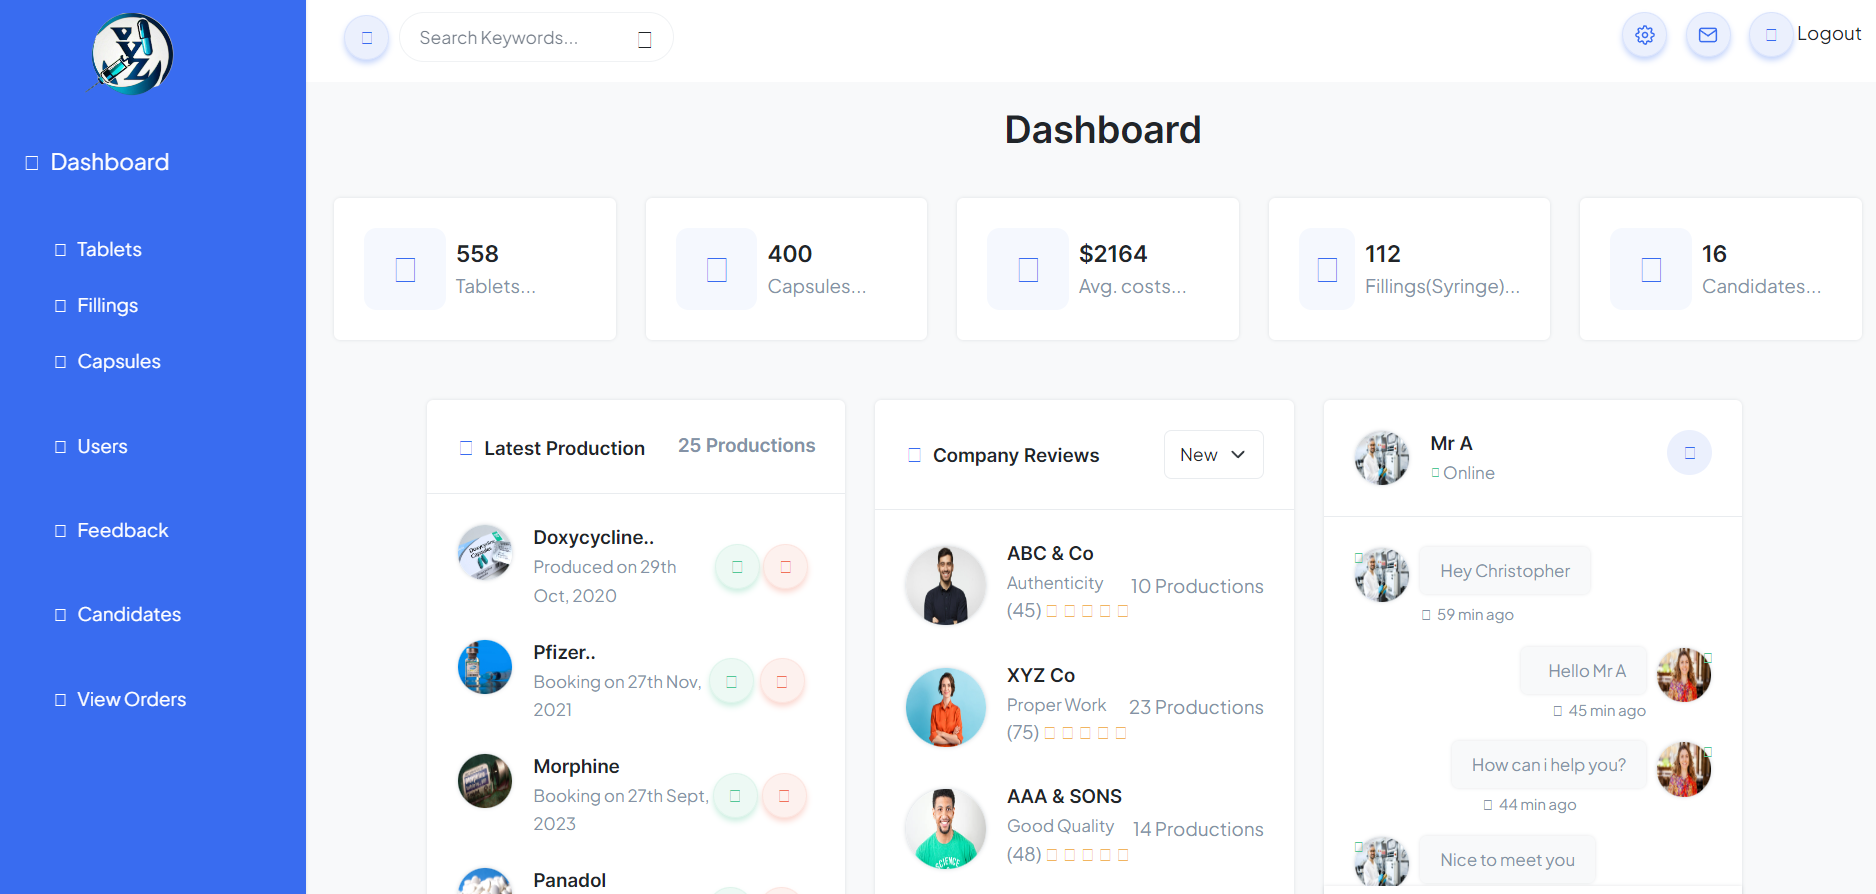 VYZ
Dashboard
Tablets
Fillings
Capsules
Users
Feedback
Candidates
View Orders
Search Keywords...
Logout
Dashboard
558
Tablets...
400
Capsules...
$2164
Avg. costs...
112
Fillings(Syringe)...
16
Candidates...
Latest Production
25 Productions
Doxycycline..
Produced on 29th
Oct, 2020
Pfizer..
Booking on 27th Nov,
2021
Morphine
Booking on 27th Sept,
2023
Panadol
Company Reviews
New
ABC & Co
Authenticity
(45)
10 Productions
XYZ Co
Proper Work
(75)
23 Productions
AAA & SONS
Good Quality
(48)
14 Productions
Mr A
Online
Hey Christopher
59 min ago
Hello Mr A
45 min ago
How can i help you?
44 min ago
Nice to meet you